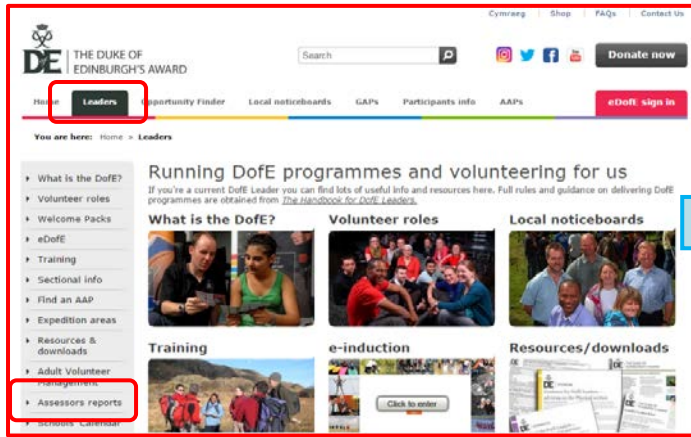 Cymraeg Shop FAQs Contact Us
THE DUKE OF
EDINBURGH'S AWARD
DE
Search
Donate now
Home Leaders Opportunity Finder Local noticeboards GAPs Participants info AAPs eDofE sign in
You are here: Home » Leaders
What is the DofE?
Volunteer roles
Welcome Packs
eDofE
Training
Sectional info
Find an AAP
Expedition areas
Resources &
downloads
Adult Volunteer
Management
Assessors reports
Schools' Calendar
Running DofE programmes and volunteering for us
If you're a current DofE Leader you can find lots of useful info and resources here. Full rules and guidance on delivering DofE
programmes are obtained from The Handbook for DofE Leaders.
What is the DofE? Volunteer roles Local noticeboards
Training e-induction Resources/downloads
Click to enter